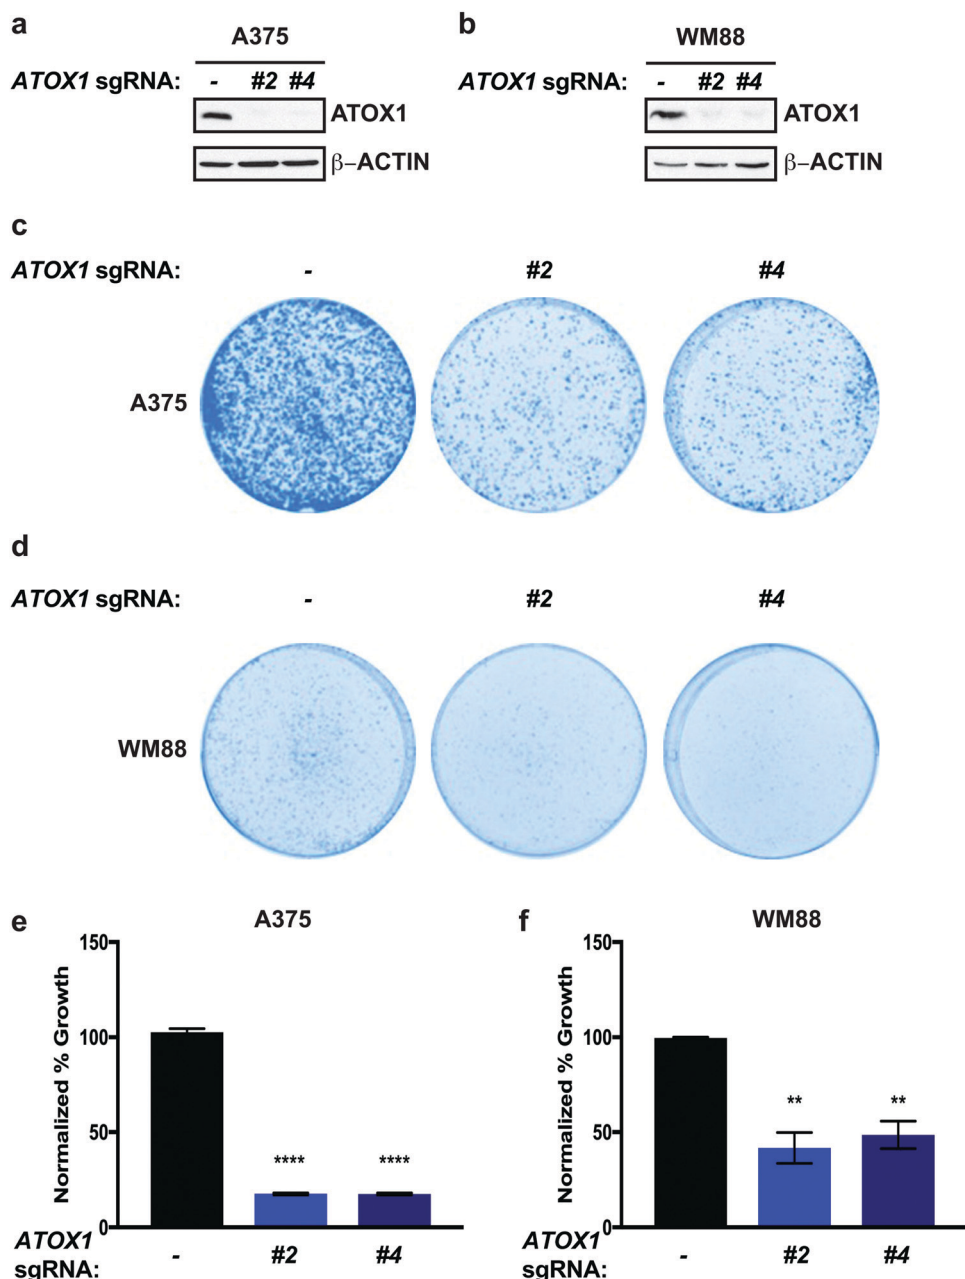 a
A375
ATOX1 sgRNA: - #2 #4
ATOX1
β–ACTIN
b
WM88
ATOX1 sgRNA: - #2 #4
ATOX1
β–ACTIN
c
ATOX1 sgRNA: - #2 #4
A375
d
ATOX1 sgRNA: - #2 #4
WM88
e
A375
Normalized % Growth
150
100
50
0
**** ****
ATOX1
sgRNA:
- #2 #4
f
WM88
Normalized % Growth
150
100
50
0
** **
ATOX1
sgRNA:
- #2 #4